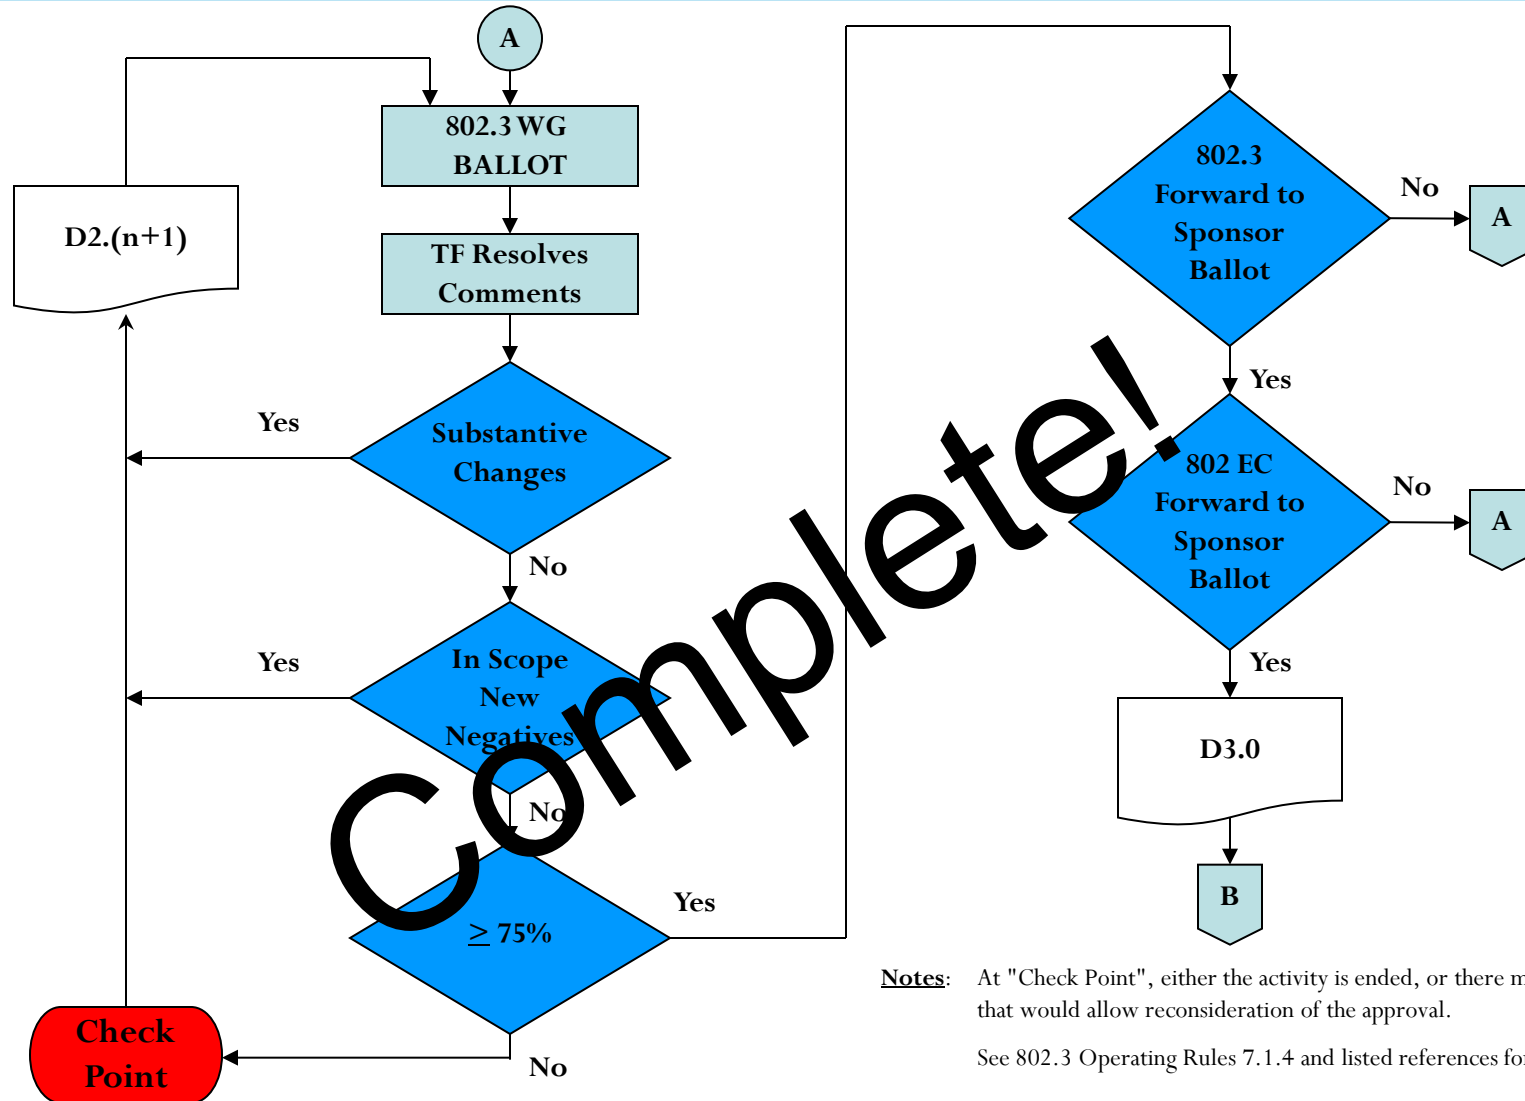 A
802.3 WG
BALLOT
D2.(n+1)
TF Resolves
Comments
Yes
Substantive
Changes
No
Yes
In Scope
New
Negatives
No
Yes
≥ 75%
No
Check
Point
802.3
Forward to
Sponsor
Ballot
No
A
Yes
802 EC
Forward to
Sponsor
Ballot
No
A
Yes
D3.0
B
Complete!
Notes: At "Check Point", either the activity is ended, or there
that would allow reconsideration of the approval.
See 802.3 Operating Rules 7.1.4 and listed references